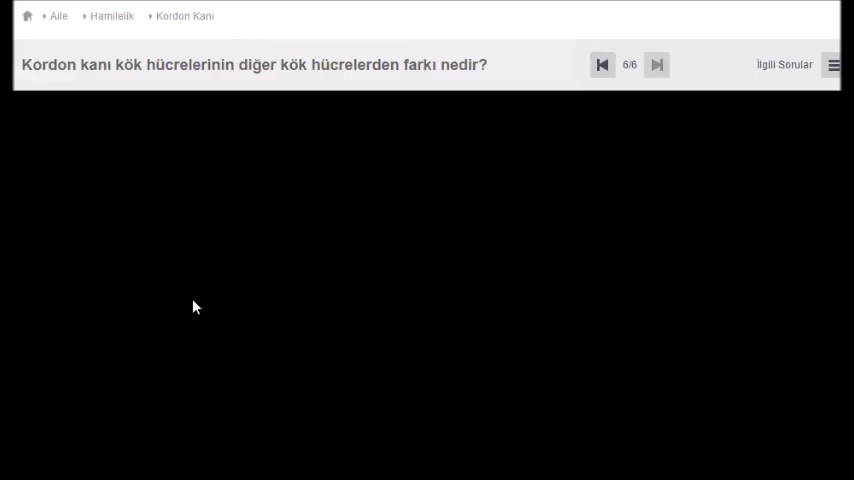 Aile Hamilelik Kordon Kanı
Kordon kanı kök hücrelerinin diğer kök hücrelerden farkı nedir?
6/6
İlgili Sorular